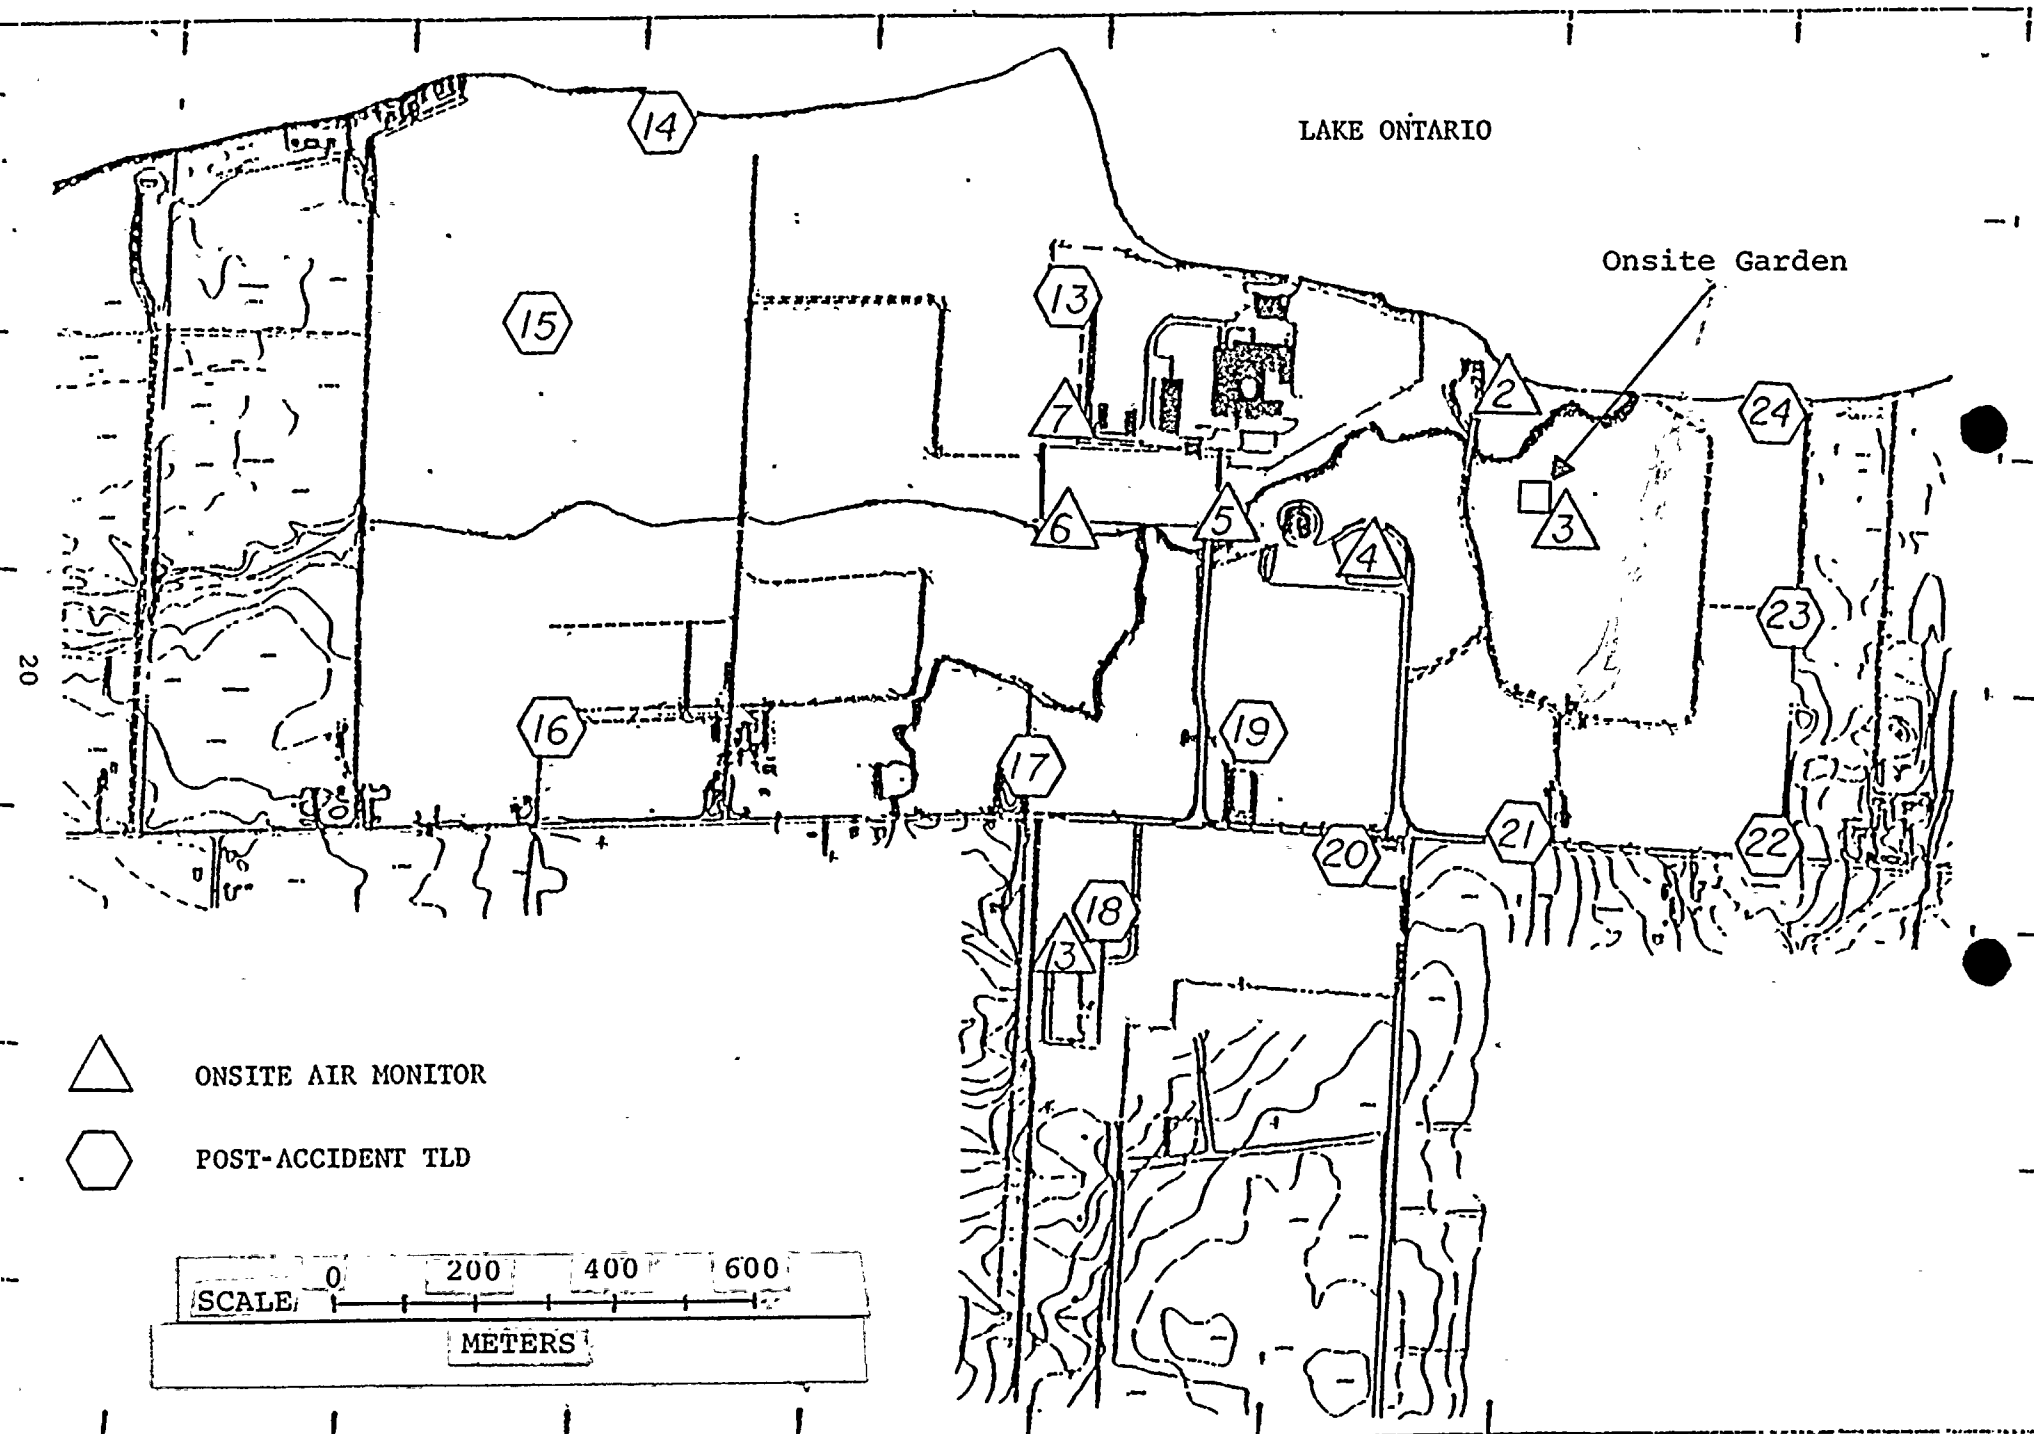 14
LAKE ONTARIO
Onsite Garden
13
15
2
24
7
6
5
3
4
23
16
19
17
21
20
22
18
3
20
ONSITE AIR MONITOR
POST-ACCIDENT TLD
0 200 400 600
SCALE
METERS